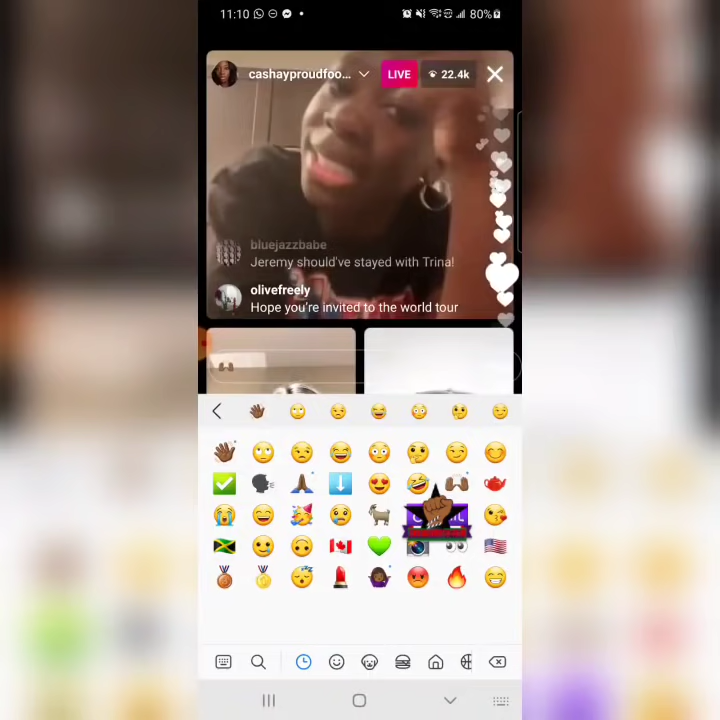 11:10
80%
cashayproudfoo...
LIVE
22.4k
bluejazzbabe
Jeremy should've stayed with Trina!
olivefreely
Hope you're invited to the world tour